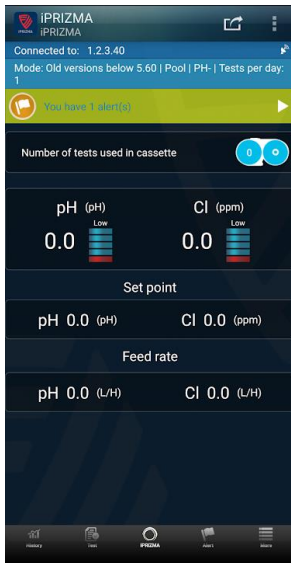 iPRIZMA
iPRIZMA
Connected to: 1.2.3.40
Mode: Old versions below 5.60 | Pool | PH- | Tests per day:
1
You have 1 alert(s)
Number of tests used in cassette 0
pH (pH) Cl (ppm)
Low Low
0.0 0.0
Set point
pH 0.0 (pH) Cl 0.0 (ppm)
Feed rate
pH 0.0 (L/H) Cl 0.0 (L/H)
History Test iPRIZMA Alert More